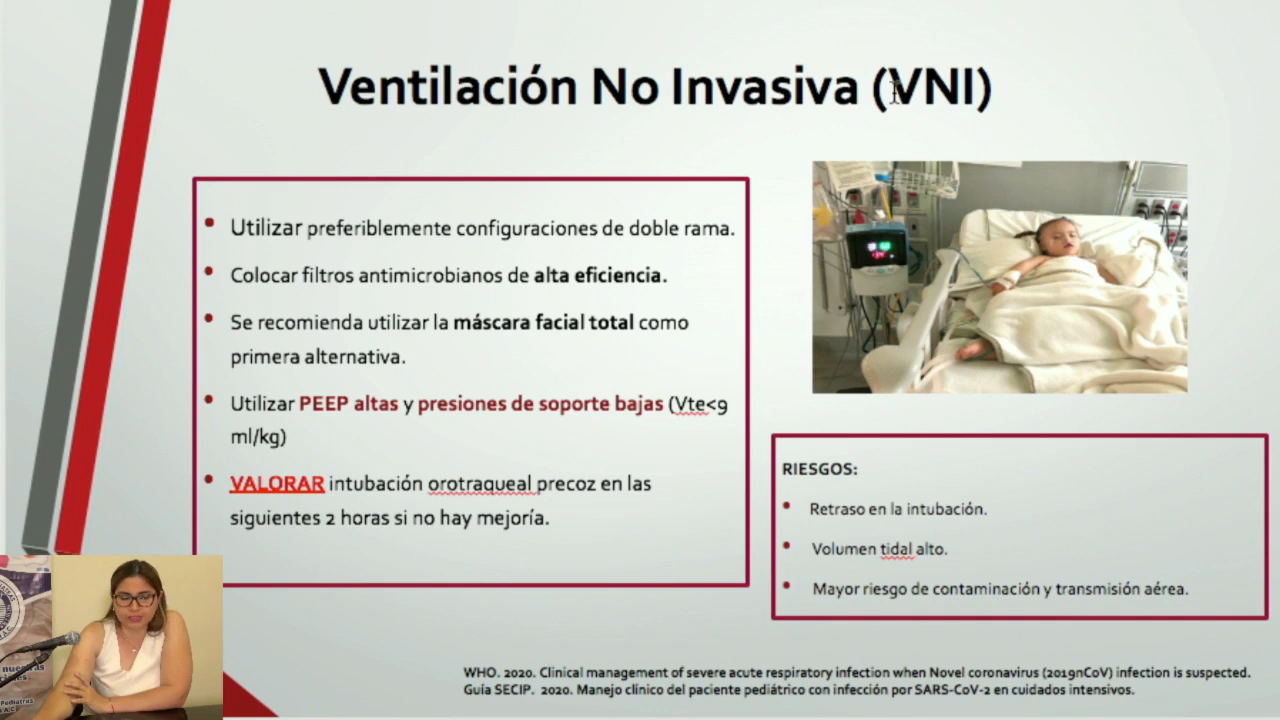 Ventilación No Invasiva (VNI)
• Utilizar preferiblemente configuraciones de doble rama.
• Colocar filtros antimicrobianos de alta eficiencia.
• Se recomienda utilizar la máscara facial total como
primera alternativa.
• Utilizar PEEP altas y presiones de soporte bajas (Vte<9
ml/kg)
• VALORAR intubación orotraqueal precoz en las
siguientes 2 horas si no hay mejoría.
RIESGOS:
• Retraso en la intubación.
• Volumen tidal alto.
• Mayor riesgo de contaminación y transmisión aérea.
WHO. 2020. Clinical management of severe acute respiratory infection when Novel coronavirus (2019nCoV) infection is suspected.
Guía SECIP. 2020. Manejo clínico del paciente pediátrico con infección por SARS-CoV-2 en cuidados intensivos.